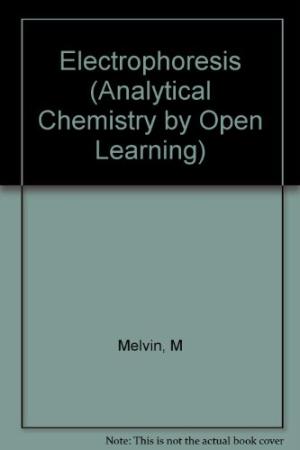 Electrophoresis
(Analytical
Chemistry by Open
Learning)
Melvin, M
Note: This is not the actual book cover